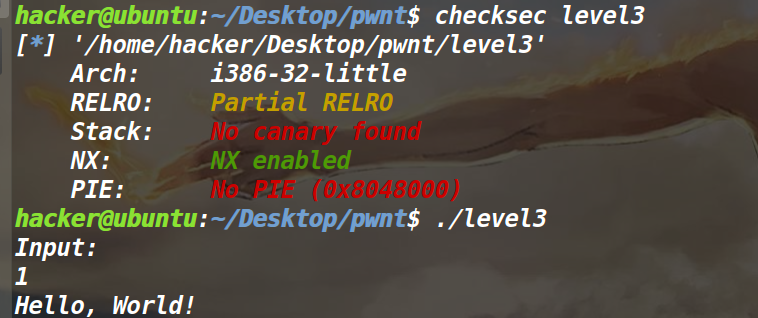 hacker@ubuntu:~/Desktop/pwnt$ checksec level3
[*] '/home/hacker/Desktop/pwnt/level3'
    Arch:     i386-32-little
    RELRO:    Partial RELRO
    Stack:    No canary found
    NX:       NX enabled
    PIE:      No PIE (0x8048000)
hacker@ubuntu:~/Desktop/pwnt$ ./level3
Input:
1
Hello, World!